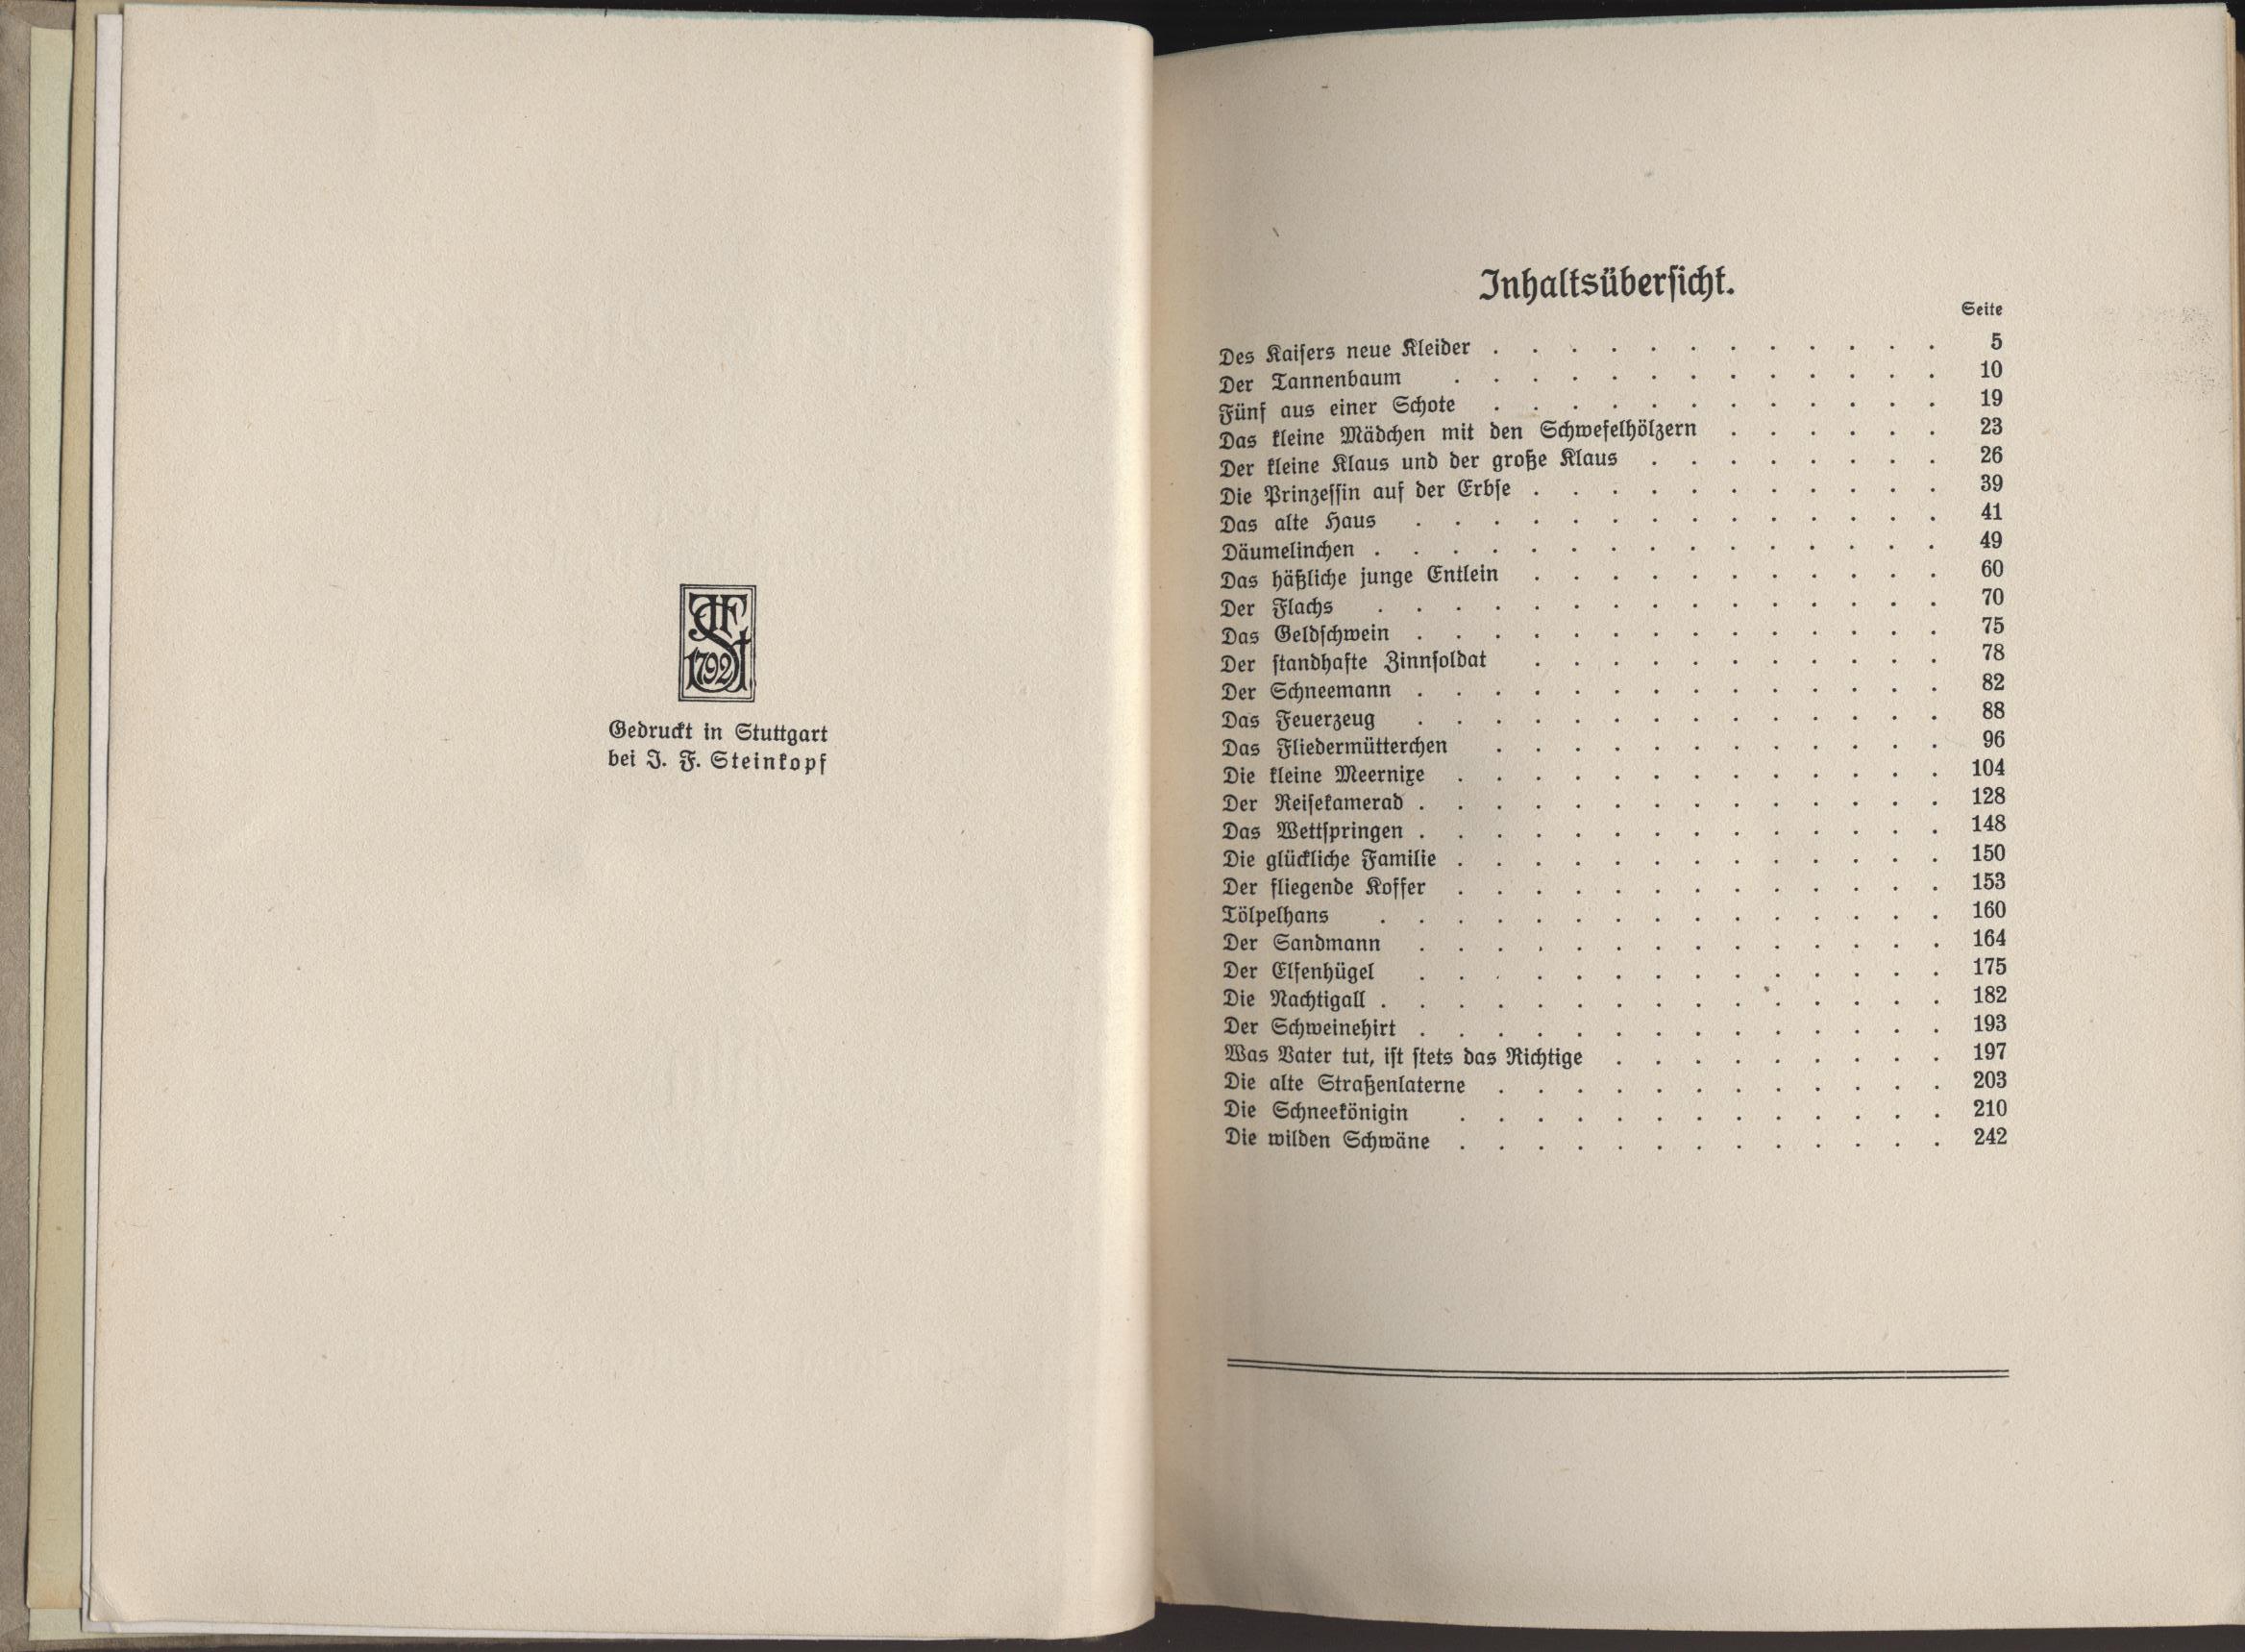 JFSt
1792
Gedruckt in Stuttgart
bei J. F. Steinkopf
Inhaltsübersicht.
Seite
Des Kaisers neue Kleider . . . . . . . . . . . . 5
Der Tannenbaum . . . . . . . . . . . . . 10
Fünf aus einer Schote . . . . . . . . . . . . 19
Das kleine Mädchen mit den Schwefelhölzern . . . . . . 23
Der kleine Klaus und der große Klaus . . . . . . . . 26
Die Prinzessin auf der Erbse . . . . . . . . . . . 39
Das alte Haus . . . . . . . . . . . . . . 41
Däumelinchen . . . . . . . . . . . . . . . 49
Das häßliche junge Entlein . . . . . . . . . . . 60
Der Flachs . . . . . . . . . . . . . . . 70
Das Geldschwein . . . . . . . . . . . . . . 75
Der standhafte Zinnsoldat . . . . . . . . . . . 78
Der Schneemann . . . . . . . . . . . . . . 82
Das Feuerzeug . . . . . . . . . . . . . . 88
Das Fliedermütterchen . . . . . . . . . . . . 96
Die kleine Meernixe . . . . . . . . . . . . . 104
Der Reisekamerad . . . . . . . . . . . . . . 128
Das Wettspringen . . . . . . . . . . . . . . 148
Die glückliche Familie . . . . . . . . . . . . . 150
Der fliegende Koffer . . . . . . . . . . . . . 153
Tölpelhans . . . . . . . . . . . . . . . 160
Der Sandmann . . . . . . . . . . . . . . 164
Der Elfenhügel . . . . . . . . . . . . . . 175
Die Nachtigall . . . . . . . . . . . . . . . 182
Der Schweinehirt . . . . . . . . . . . . . . 193
Was Vater tut, ist stets das Richtige . . . . . . . . . 197
Die alte Straßenlaterne . . . . . . . . . . . . 203
Die Schneekönigin . . . . . . . . . . . . . 210
Die wilden Schwäne . . . . . . . . . . . . . 242